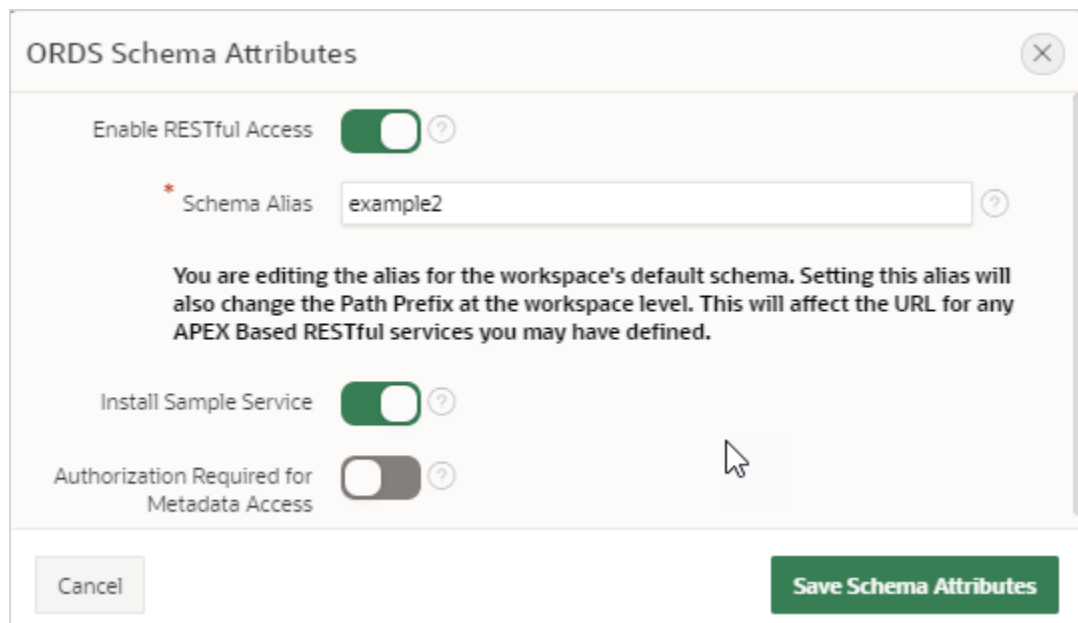 ORDS Schema Attributes
Enable RESTful Access
?
* Schema Alias
example2
?
You are editing the alias for the workspace's default schema. Setting this alias will
also change the Path Prefix at the workspace level. This will affect the URL for any
APEX Based RESTful services you may have defined.
Install Sample Service
?
Authorization Required for
Metadata Access
?
Cancel
Save Schema Attributes